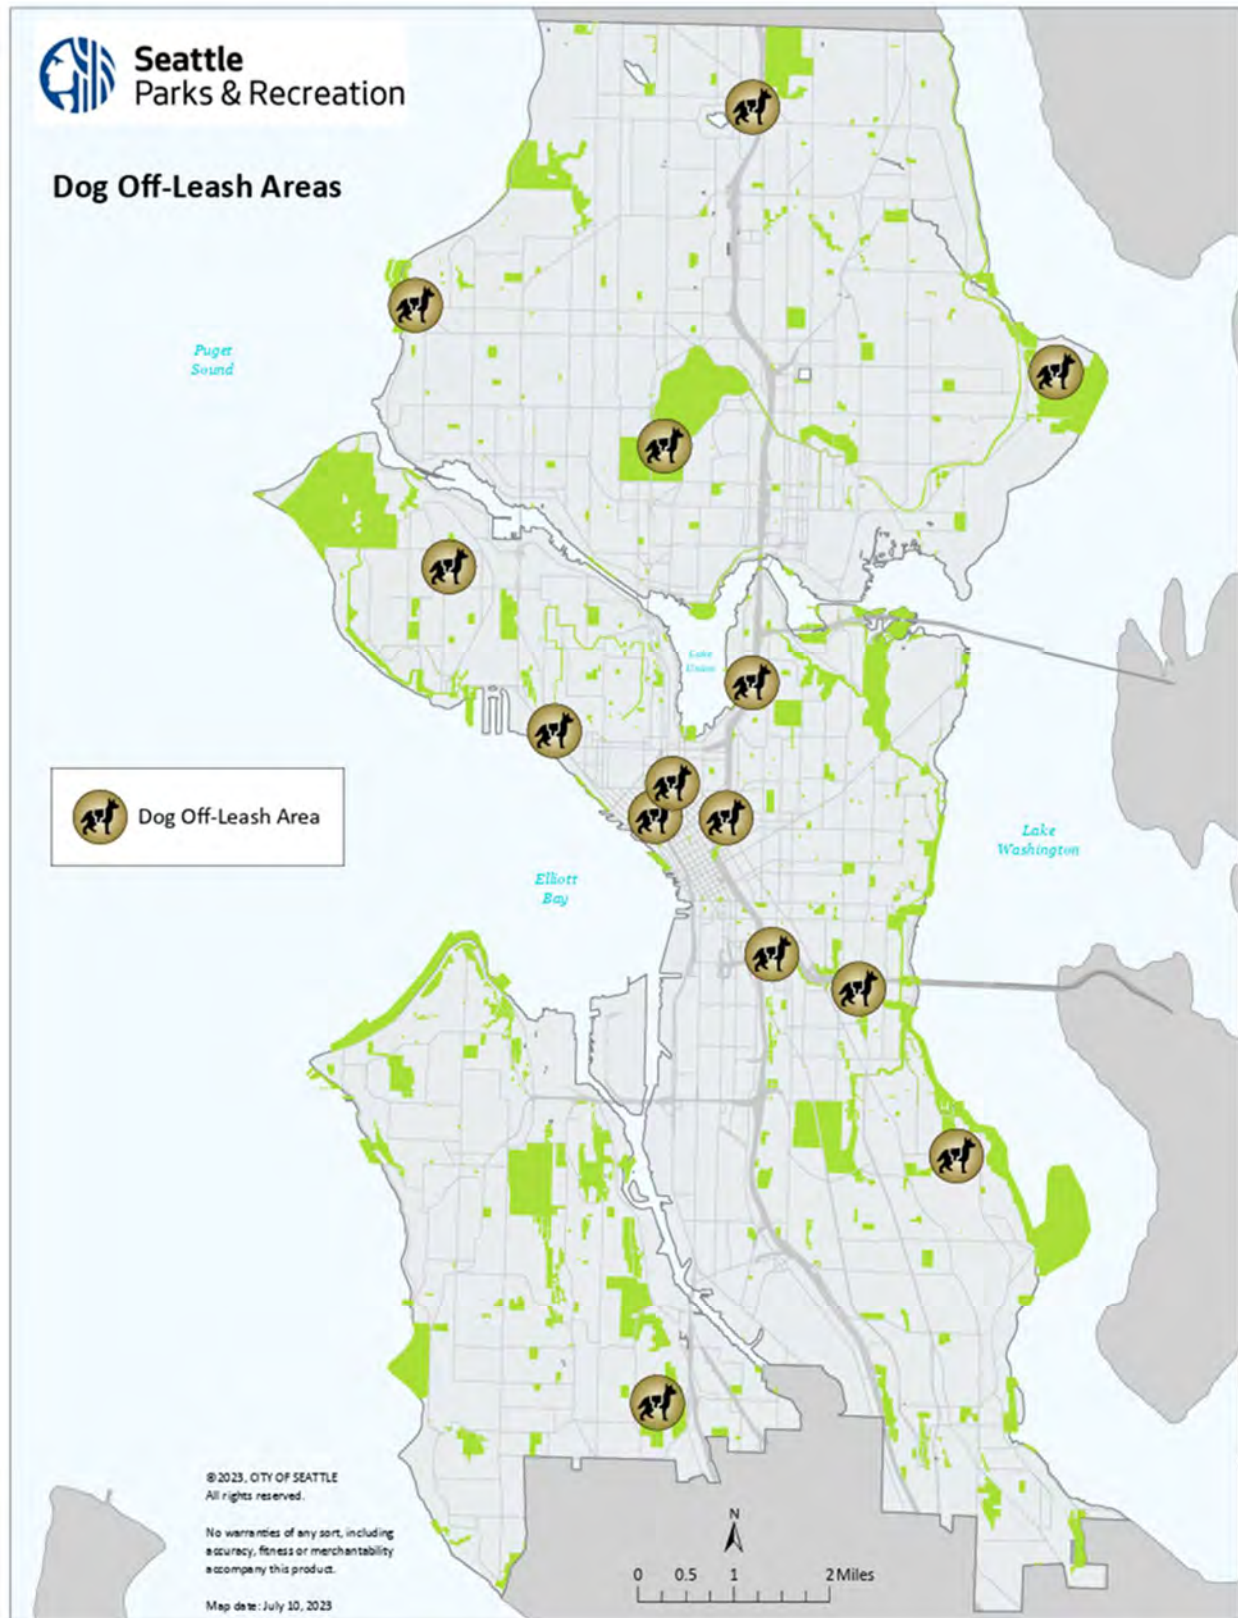 Seattle
Parks & Recreation
Dog Off-Leash Areas
Puget
Sound
Lake
Union
Dog Off-Leash Area
Lake
Washington
Elliott
Bay
©2023, CITY OF SEATTLE
All rights reserved.
No warranties of any sort, including
accuracy, fitness or merchantability
accompany this product.
Map date: July 10, 2023
N
0 0.5 1 2 Miles